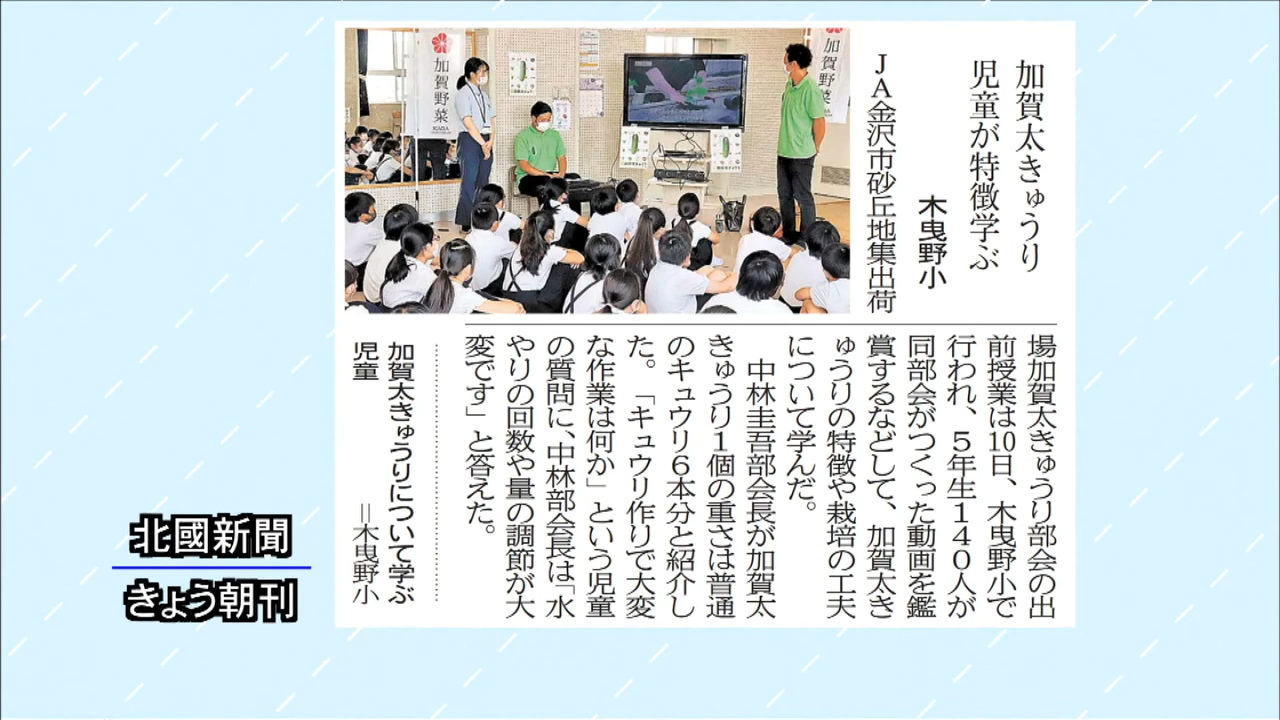 加賀太きゅうり
児童が特徴学ぶ
木曳野小
JA金沢市砂丘地集出荷
場加賀太きゅうり部会の出
前授業は10日、木曳野小で
行われ、5年生140人が
同部会がつくった動画を鑑
賞するなどして、加賀太き
ゅうりの特徴や栽培の工夫
について学んだ。
中林圭吾部会長が加賀太
きゅうり1個の重さは普通
のキュウリ6本分と紹介し
た。「キュウリ作りで大変
な作業は何か」という児童
の質問に、中林部会長は「水
やりの回数や量の調節が大
変です」と答えた。
加賀太きゅうりについて学ぶ
児童 =木曳野小
加賀野菜
加賀野菜
北國新聞
きょう朝刊